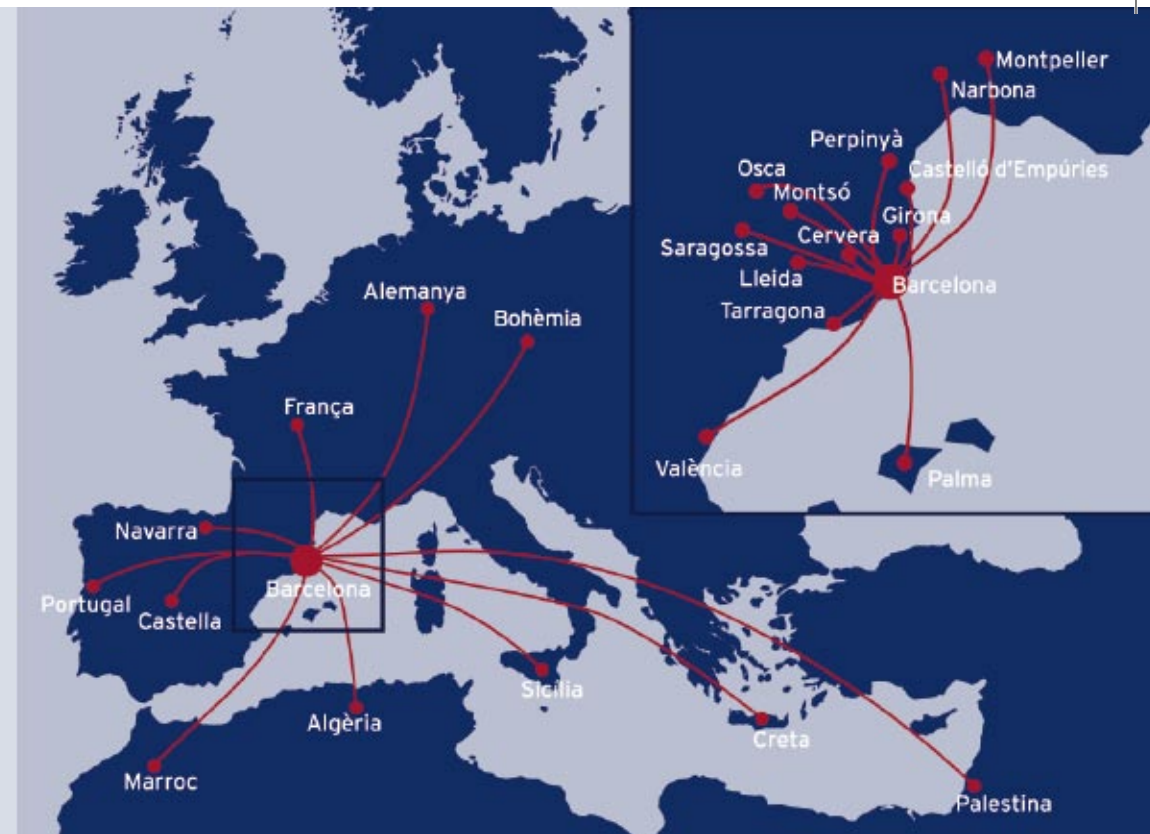 Montpeller
Narbona
Perpinyà
Castelló d'Empúries
Osca
Montsó
Girona
Cervera
Saragossa
Lleida
Barcelona
Tarragona
València
Palma
Alemanya
Bohèmia
França
Navarra
Barcelona
Portugal
Castella
Sicília
Algèria
Creta
Marroc
Palestina